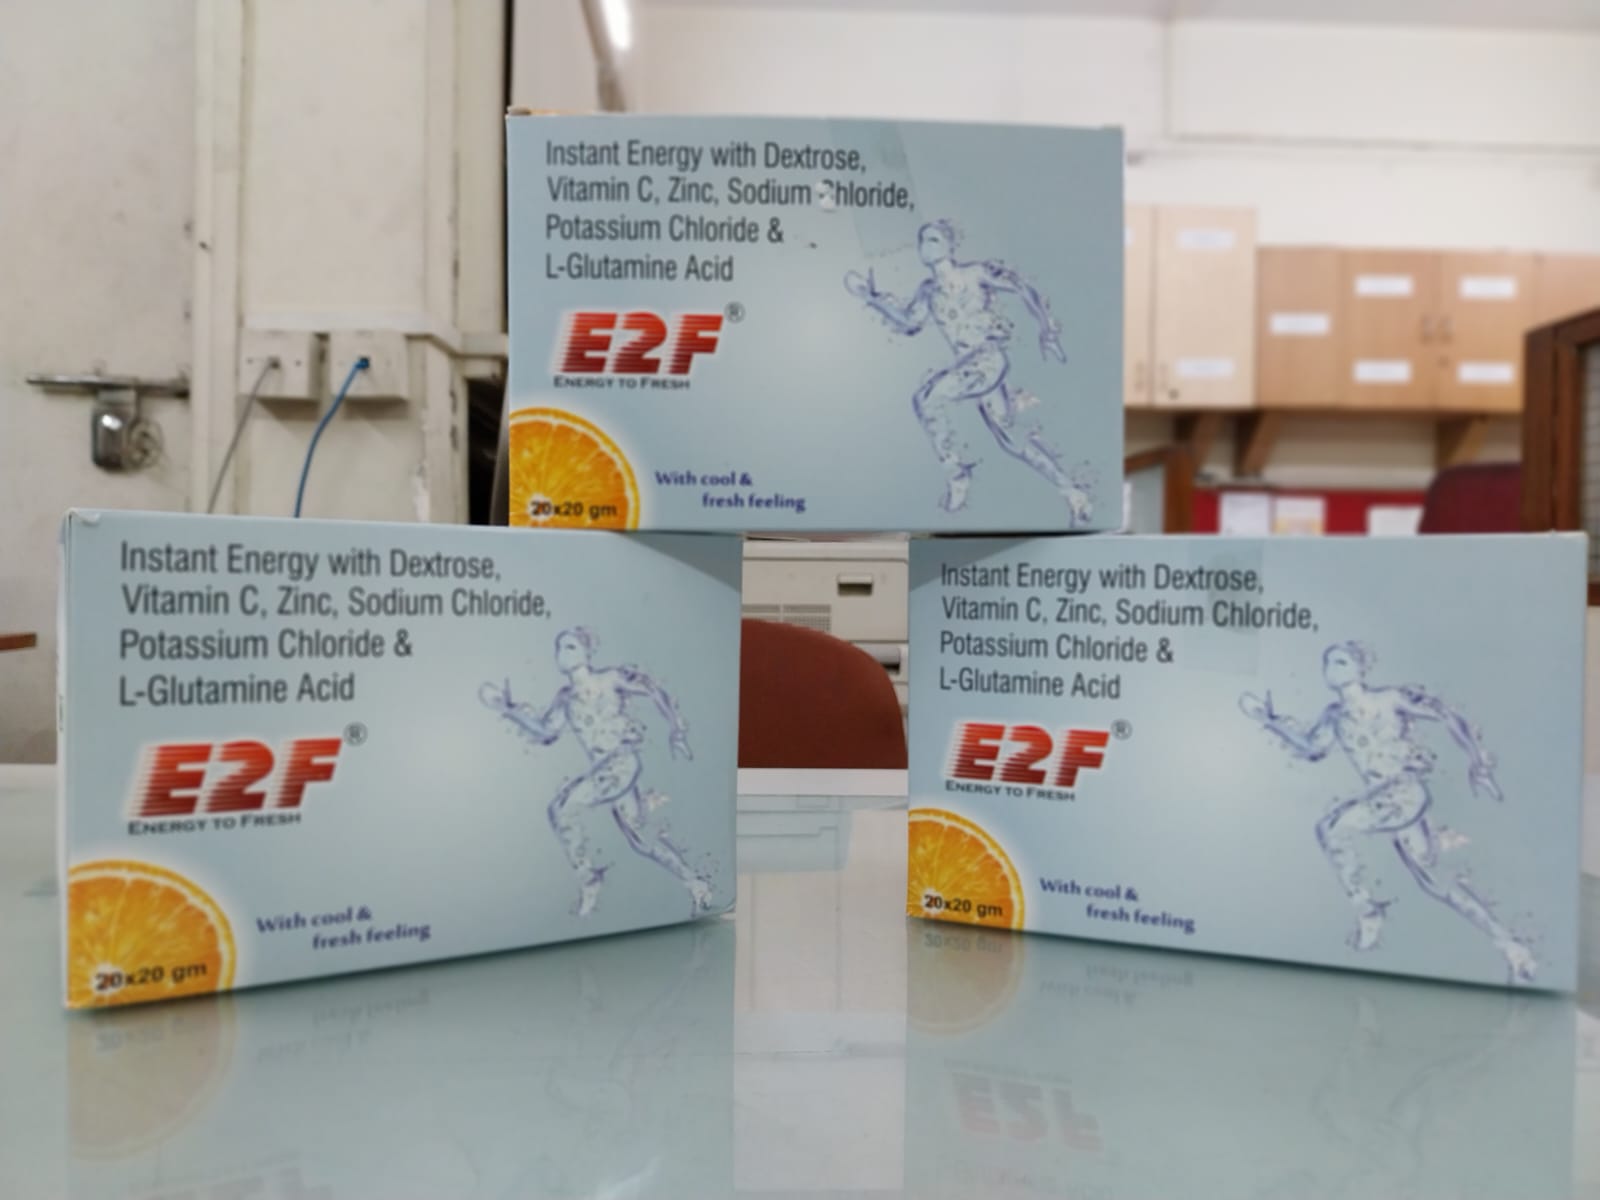 Instant Energy with Dextrose,
Vitamin C, Zinc, Sodium Chloride,
Potassium Chloride &
L-Glutamine Acid
E2F®
ENERGY TO FRESH
With cool &
fresh feeling
20x20 gm
Instant Energy with Dextrose,
Vitamin C, Zinc, Sodium Chloride,
Potassium Chloride &
L-Glutamine Acid
E2F®
ENERGY TO FRESH
With cool &
fresh feeling
20x20 gm
Instant Energy with Dextrose,
Vitamin C, Zinc, Sodium Chloride,
Potassium Chloride &
L-Glutamine Acid
E2F®
ENERGY TO FRESH
With cool &
fresh feeling
20x20 gm